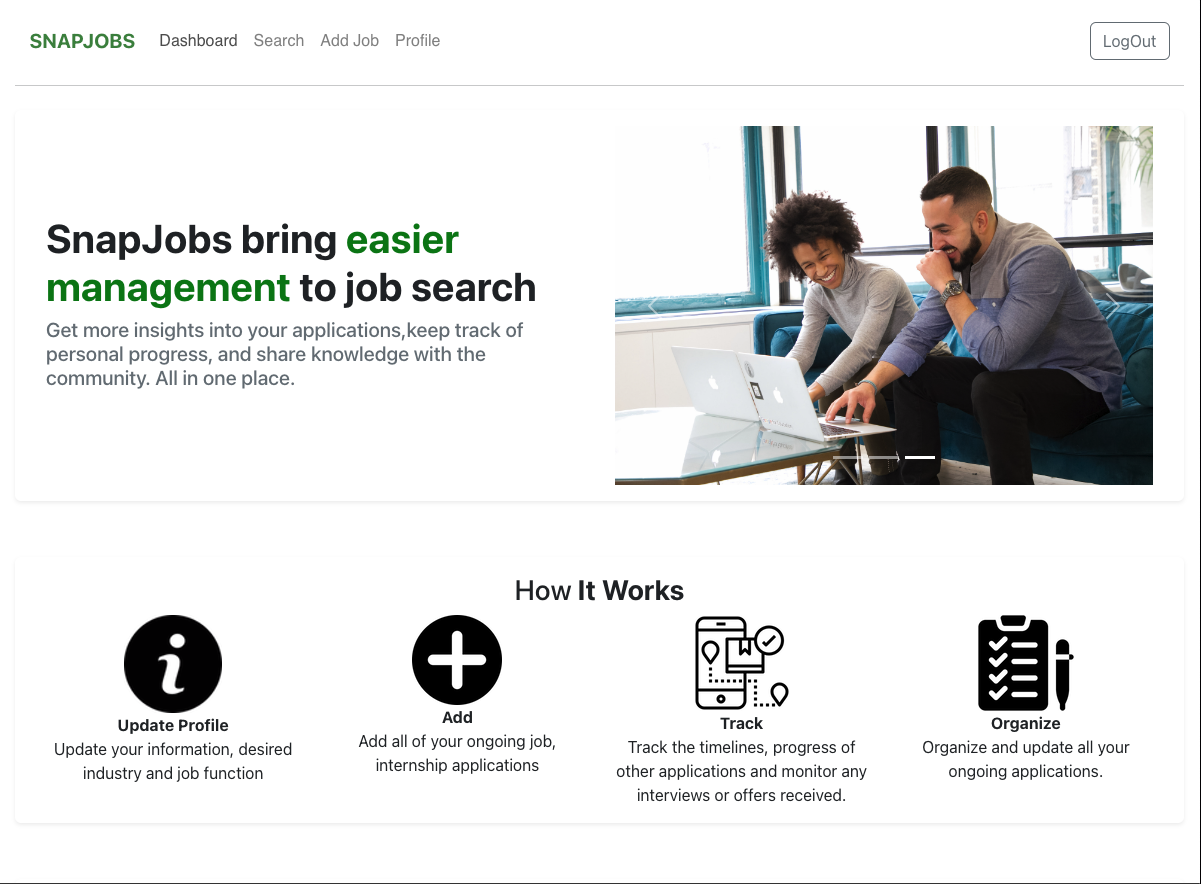 SNAPJOBS Dashboard Search Add Job Profile LogOut
SnapJobs bring easier
management to job search
Get more insights into your applications,keep track of
personal progress, and share knowledge with the
community. All in one place.
How It Works
Update Profile
Update your information, desired
industry and job function
Add
Add all of your ongoing job,
internship applications
Track
Track the timelines, progress of
other applications and monitor any
interviews or offers received.
Organize
Organize and update all your
ongoing applications.